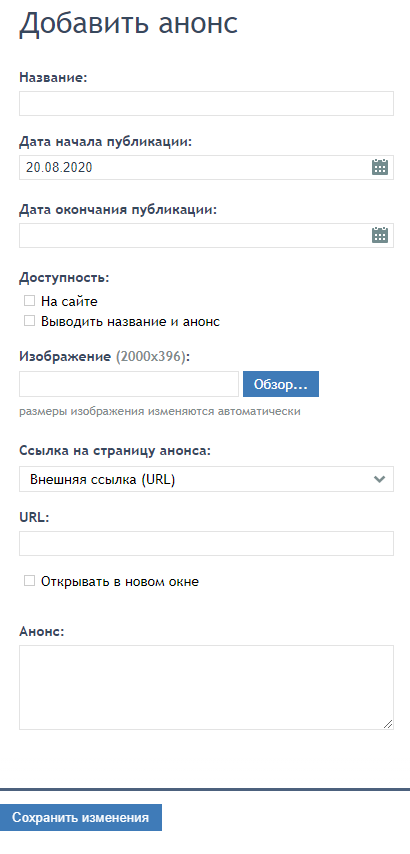 Добавить анонс
Название:
Дата начала публикации:
20.08.2020
Дата окончания публикации:
Доступность:
На сайте
Выводить название и анонс
Изображение (2000x396):
Обзор...
размеры изображения изменяются автоматически
Ссылка на страницу анонса:
Внешняя ссылка (URL)
URL:
Открывать в новом окне
Анонс:
Сохранить изменения